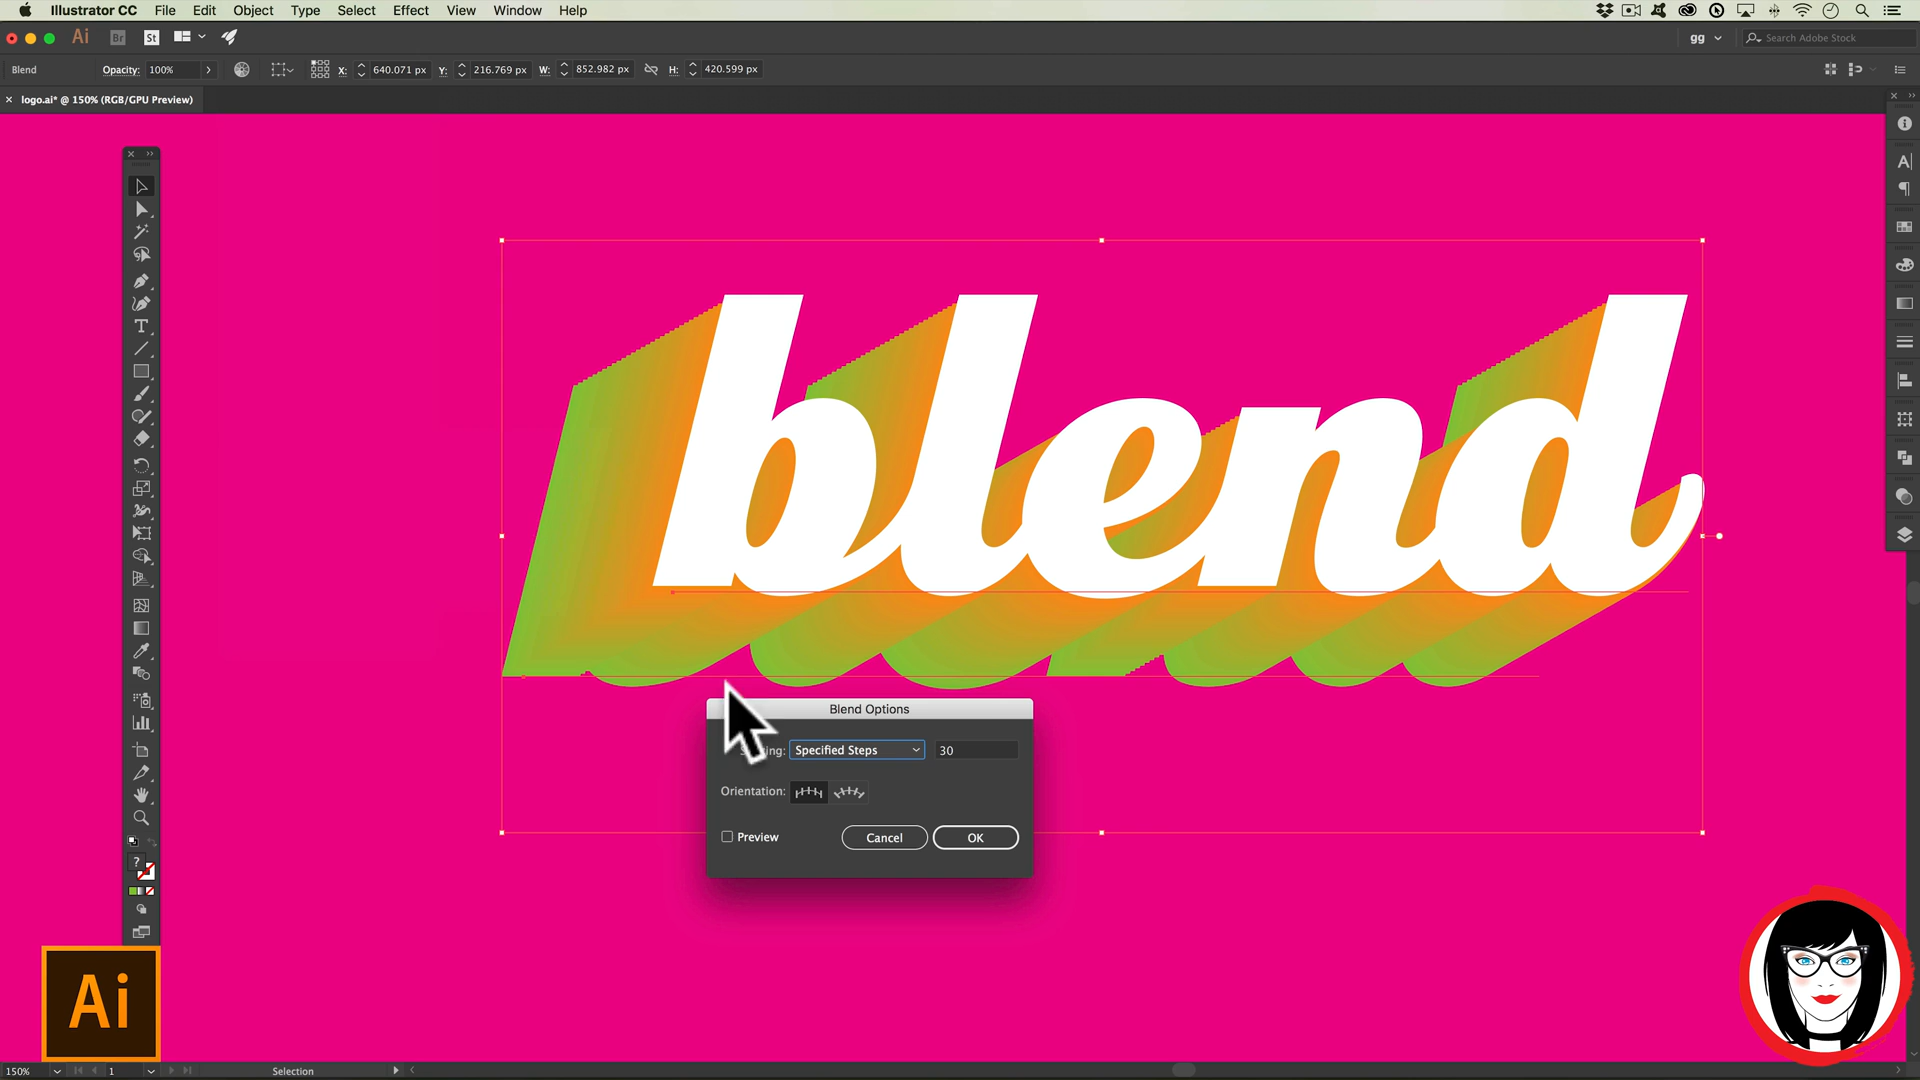 Illustrator CC File Edit Object Type Select Effect View Window Help
Ai Br St gg Search Adobe Stock
Blend Opacity: 100% X: 640.071 px Y: 216.769 px W: 852.982 px H: 420.599 px
logo.ai* @ 150% (RGB/GPU Preview)
blend
Blend Options
Specified Steps 30
Orientation:
Preview Cancel OK
Ai
150% 1 Selection